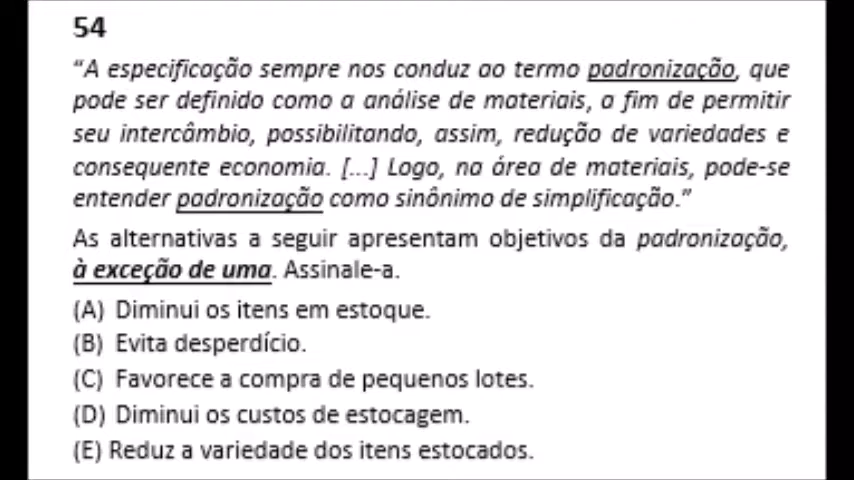 54
“A especificação sempre nos conduz ao termo padronização, que
pode ser definido como a análise de materiais, a fim de permitir
seu intercâmbio, possibilitando, assim, redução de variedades e
consequente economia. [...] Logo, na área de materiais, pode-se
entender padronização como sinônimo de simplificação.”
As alternativas a seguir apresentam objetivos da padronização,
à exceção de uma. Assinale-a.
(A) Diminui os itens em estoque.
(B) Evita desperdício.
(C) Favorece a compra de pequenos lotes.
(D) Diminui os custos de estocagem.
(E) Reduz a variedade dos itens estocados.